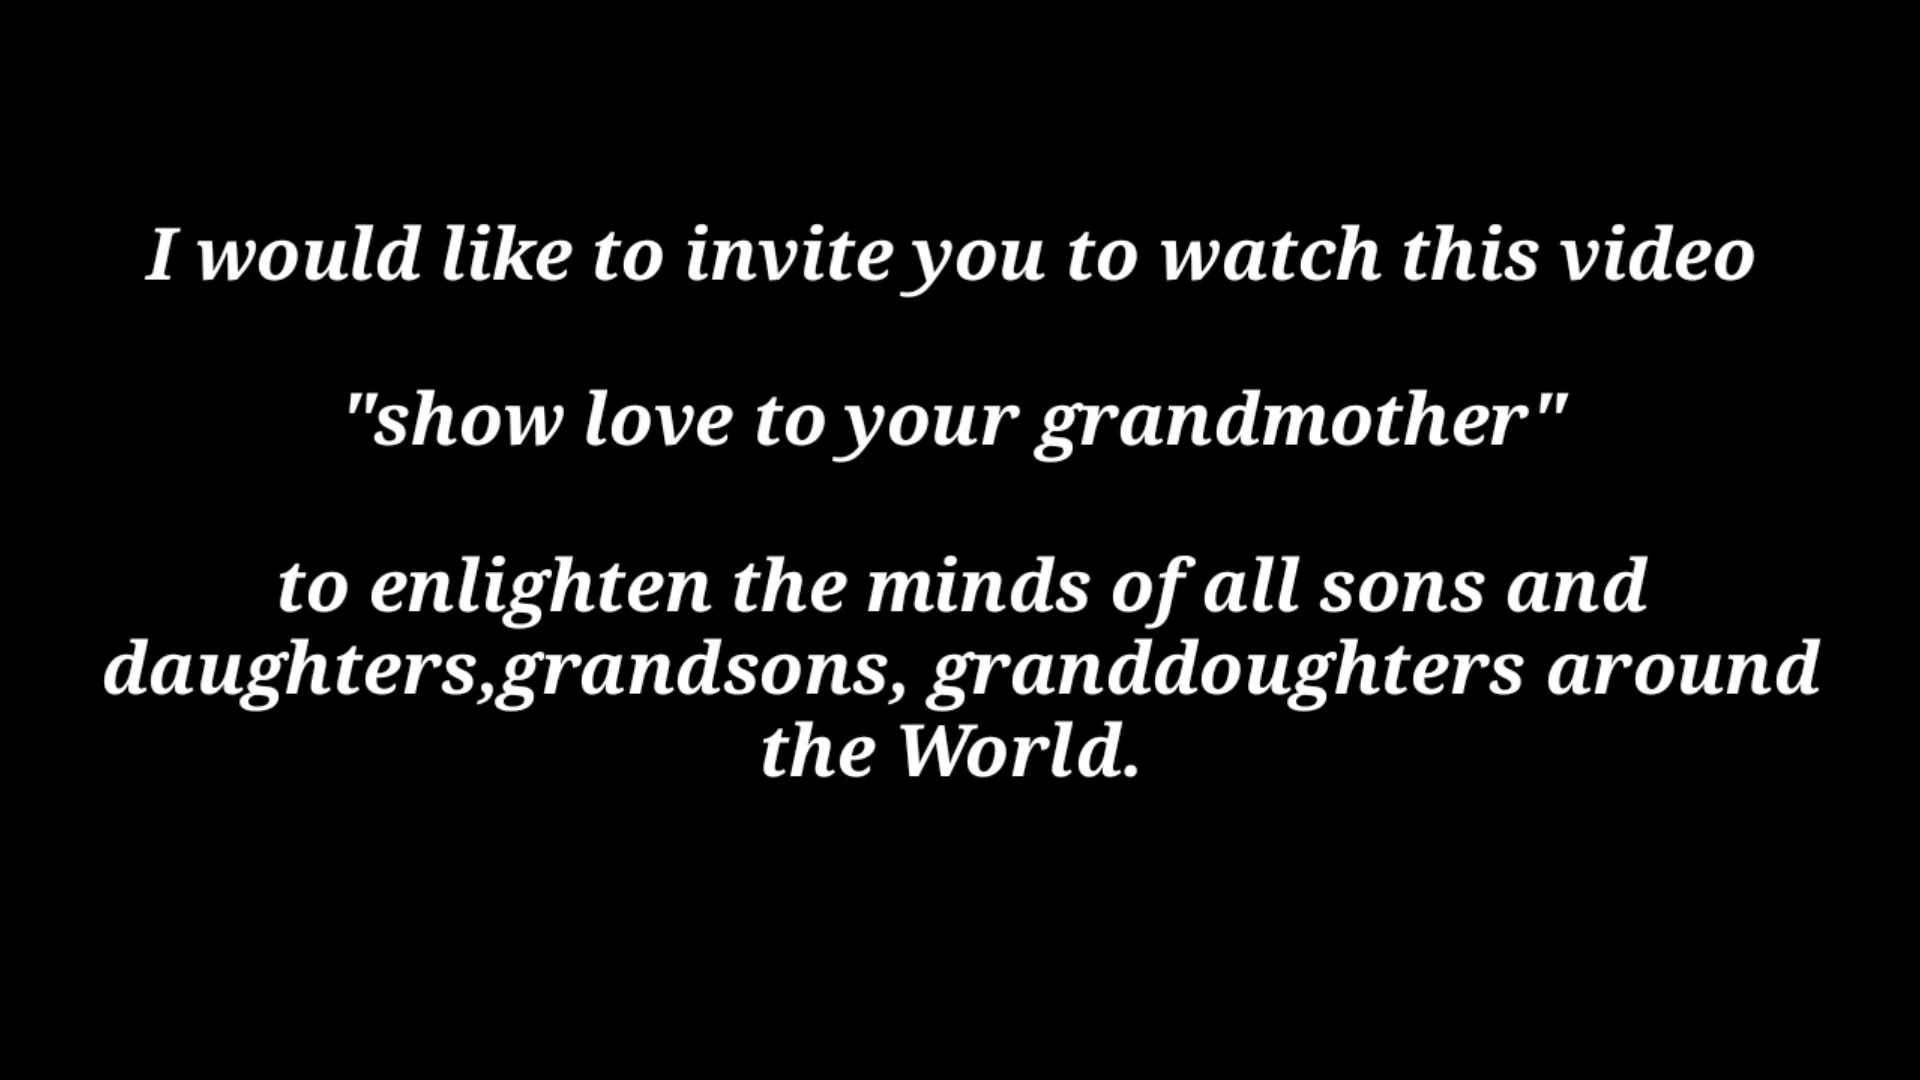 I would like to invite you to watch this video
"show love to your grandmother"
to enlighten the minds of all sons and
daughters,grandsons, granddoughters around
the World.